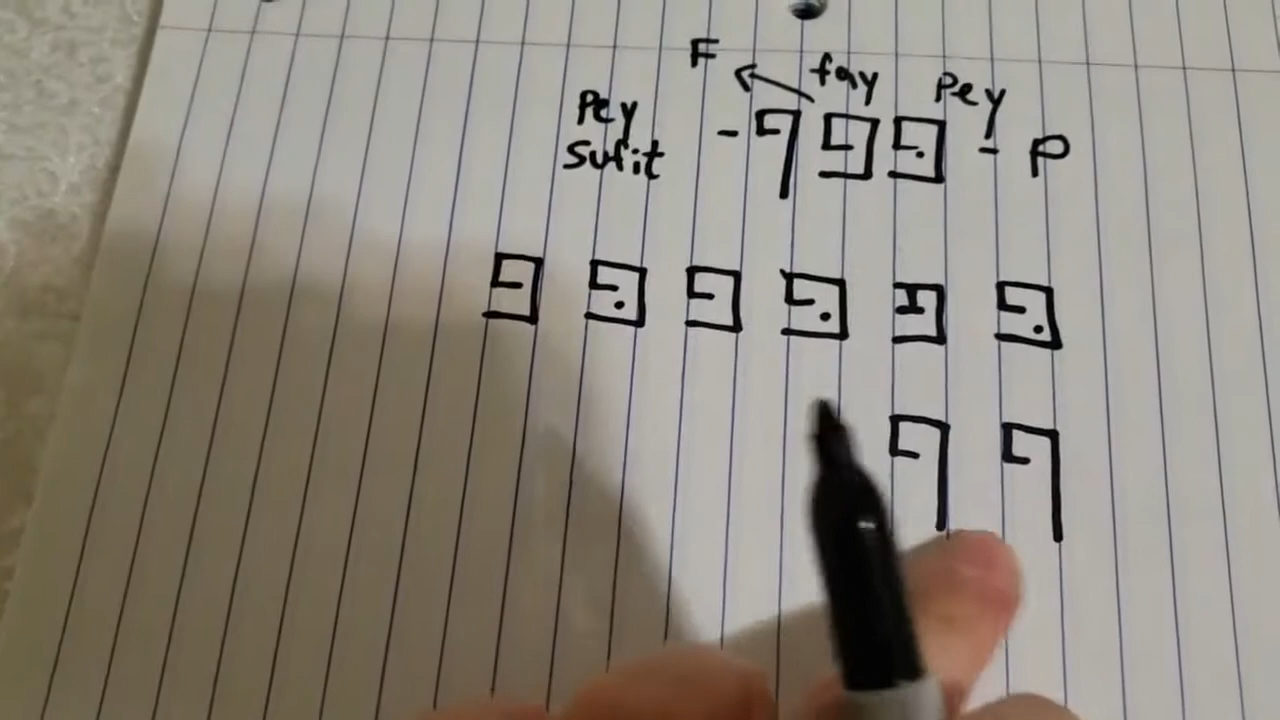 F fay Pey
Pey Sufit - ף פ פּ - P
פּ פ פּ פ פּ פ
ף ף